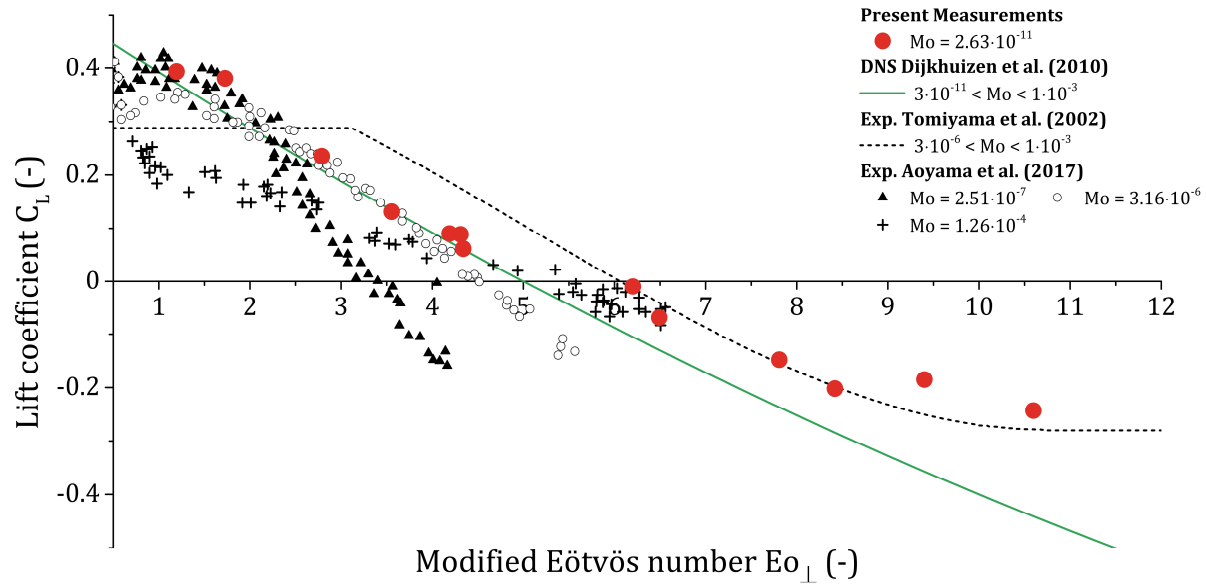 Present Measurements
Mo = 2.63·10⁻¹¹
DNS Dijkhuizen et al. (2010)
3·10⁻¹¹ < Mo < 1·10⁻³
Exp. Tomiyama et al. (2002)
3·10⁻⁶ < Mo < 1·10⁻³
Exp. Aoyama et al. (2017)
Mo = 2.51·10⁻⁷ Mo = 3.16·10⁻⁶
Mo = 1.26·10⁻⁴
Lift coefficient C_L (-)
0.4
0.2
0
-0.2
-0.4
1 2 3 4 5 6 7 8 9 10 11 12
Modified Eötvös number Eo⊥ (-)